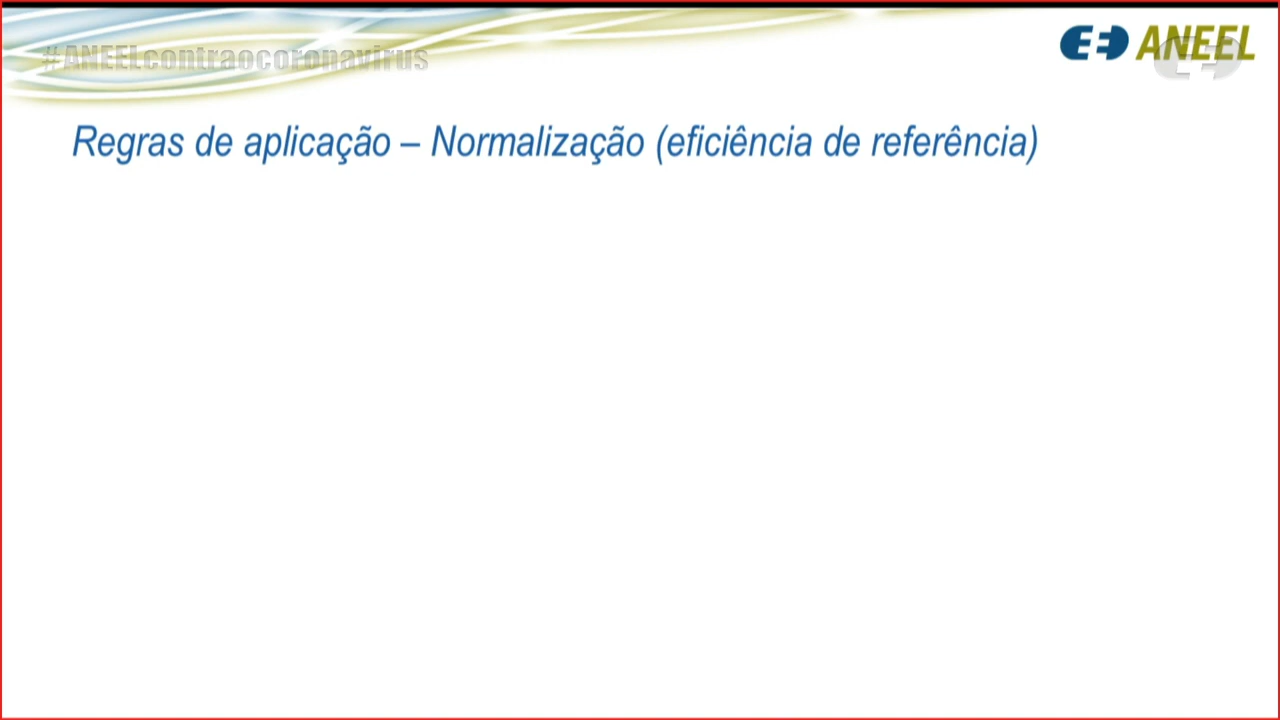 #ANEELcontraocoronavirus
ANEEL
Regras de aplicação – Normalização (eficiência de referência)